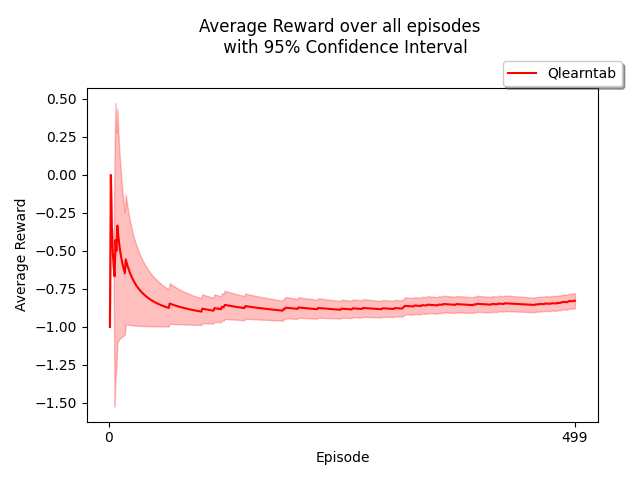 Average Reward over all episodes
with 95% Confidence Interval
Qlearntab
0.50
0.25
0.00
−0.25
−0.50
−0.75
−1.00
−1.25
−1.50
Average Reward
0
499
Episode